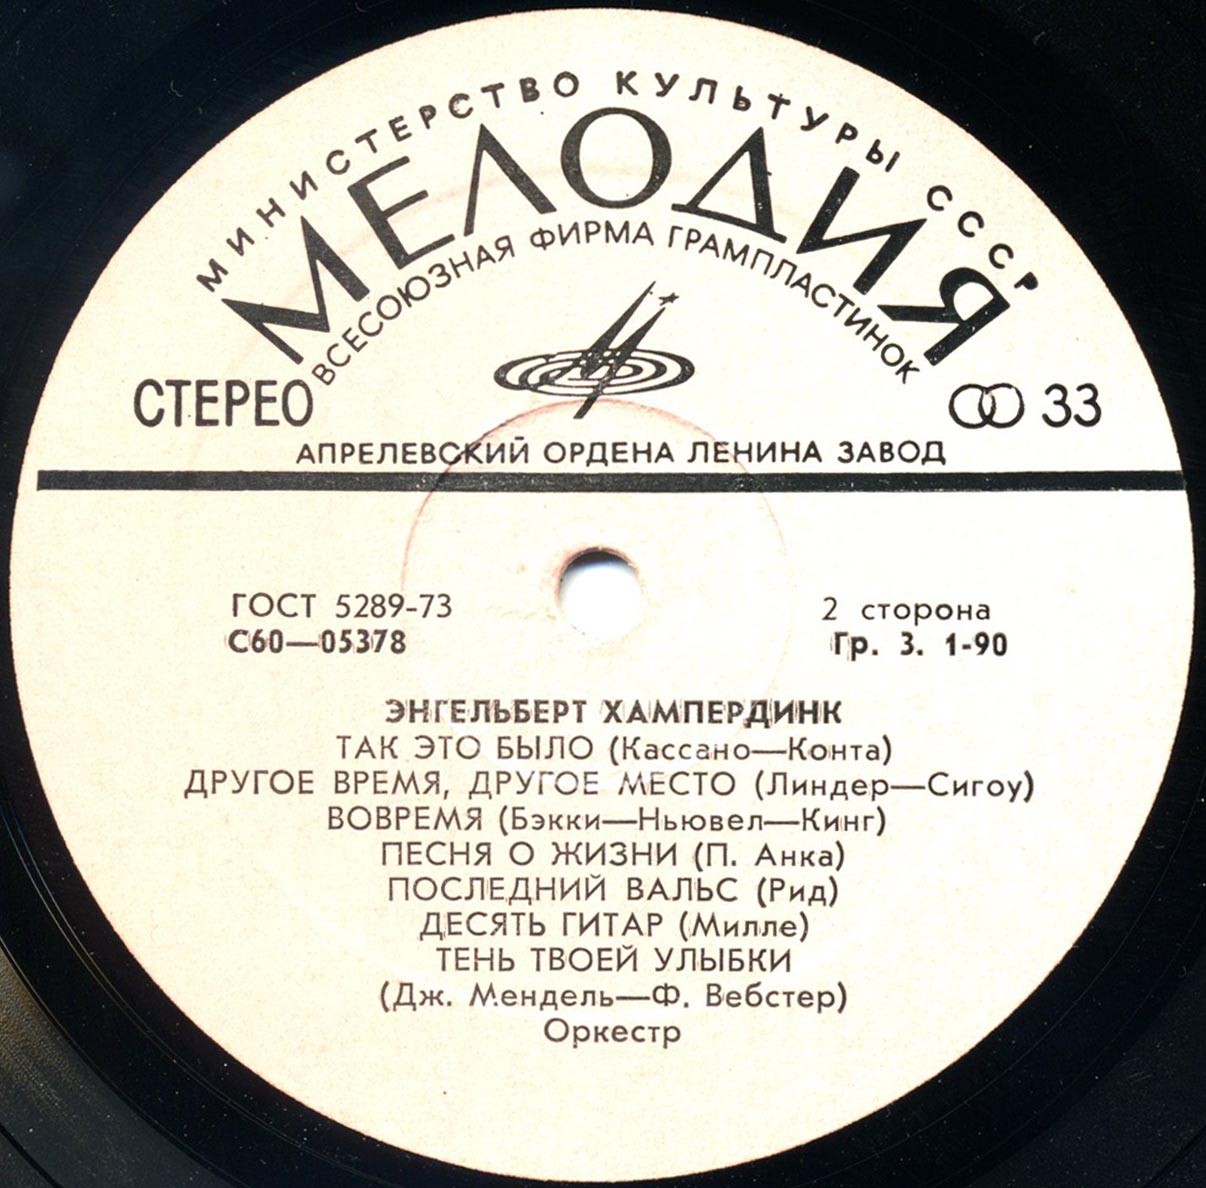 МИНИСТЕРСТВО КУЛЬТУРЫ СССР
МЕЛОДИЯ
ВСЕСОЮЗНАЯ ФИРМА ГРАМПЛАСТИНОК
СТЕРЕО
33
АПРЕЛЕВСКИЙ ОРДЕНА ЛЕНИНА ЗАВОД
ГОСТ 5289-73
2 сторона
С60—05378
Гр. 3. 1-90
ЭНГЕЛЬБЕРТ ХАМПЕРДИНК
ТАК ЭТО БЫЛО (Кассано—Конта)
ДРУГОЕ ВРЕМЯ, ДРУГОЕ МЕСТО (Линдер—Сигоу)
ВОВРЕМЯ (Бэкки—Ньювел—Кинг)
ПЕСНЯ О ЖИЗНИ (П. Анка)
ПОСЛЕДНИЙ ВАЛЬС (Рид)
ДЕСЯТЬ ГИТАР (Милле)
ТЕНЬ ТВОЕЙ УЛЫБКИ
(Дж. Мендель—Ф. Вебстер)
Оркестр